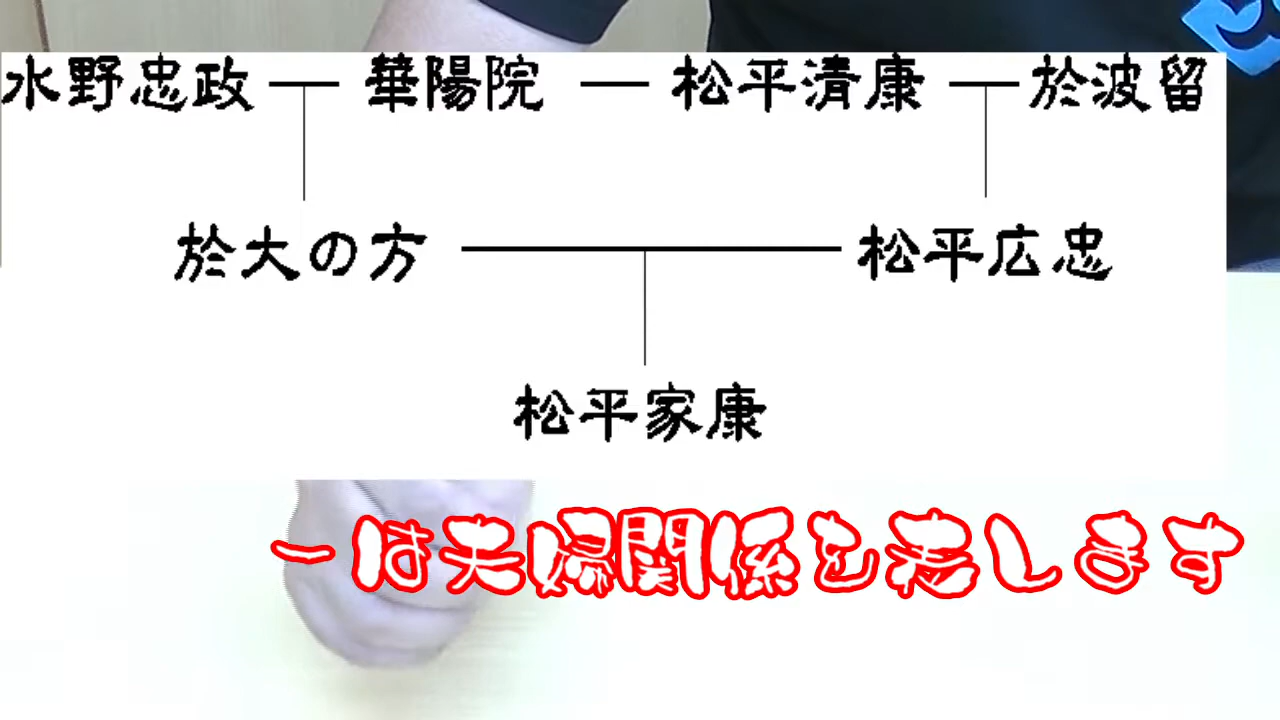 水野忠政 華陽院 松平清康 於波留
於大の方 松平広忠
松平家康
ーは夫婦関係を志します